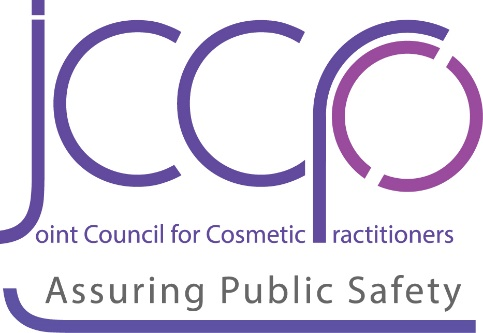 jccp
Joint Council for Cosmetic Practitioners
Assuring Public Safety